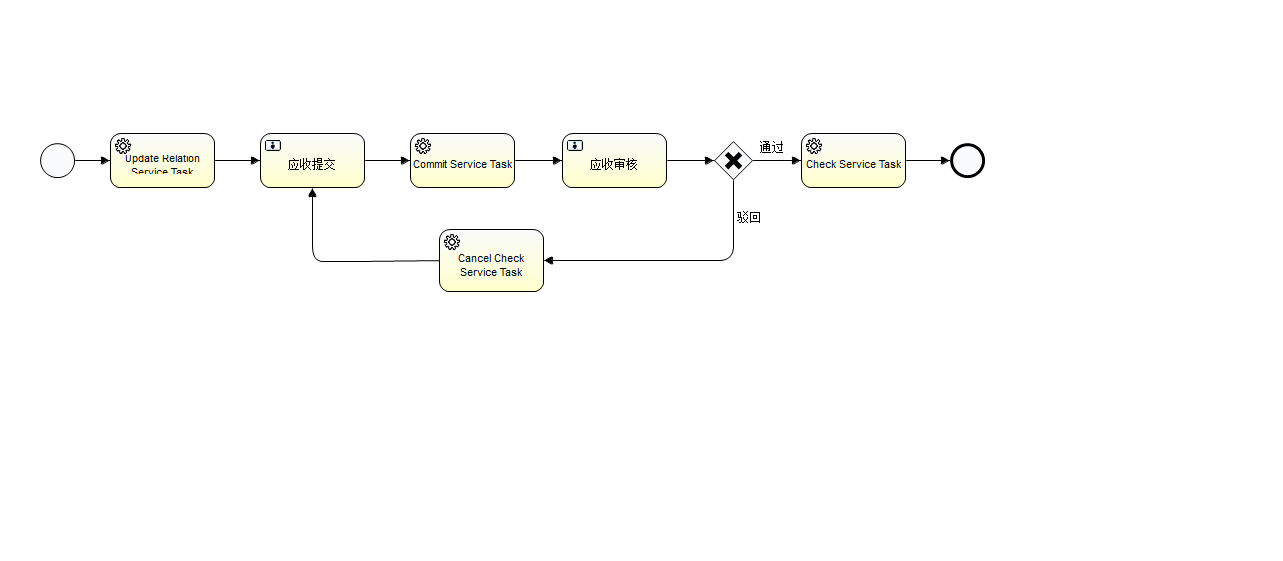 Update Relation
Service Task
应收提交
Commit Service Task
应收审核
通过
Check Service Task
驳回
Cancel Check
Service Task